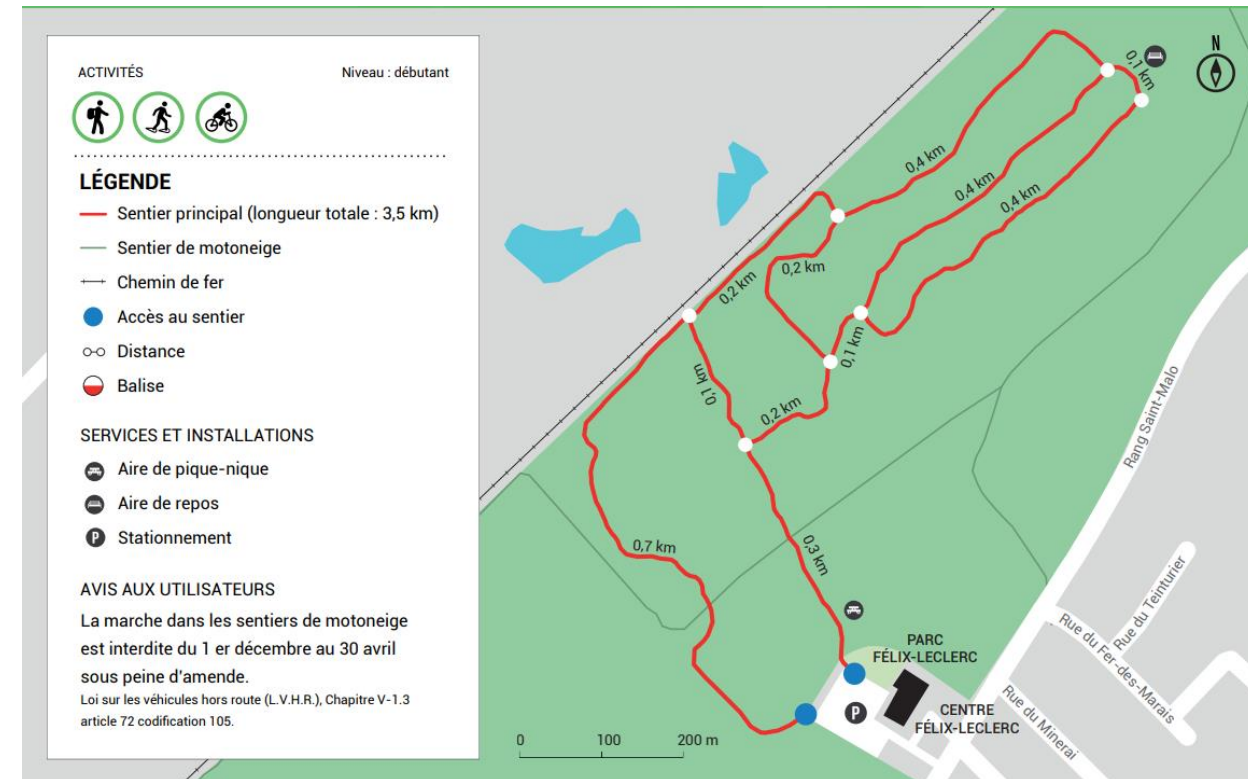 ACTIVITÉS
Niveau : débutant
LÉGENDE
Sentier principal (longueur totale : 3,5 km)
Sentier de motoneige
Chemin de fer
Accès au sentier
Distance
Balise
SERVICES ET INSTALLATIONS
Aire de pique-nique
Aire de repos
P Stationnement
AVIS AUX UTILISATEURS
La marche dans les sentiers de motoneige
est interdite du 1 er décembre au 30 avril
sous peine d'amende.
Loi sur les véhicules hors route (L.V.H.R.), Chapitre V-1.3
article 72 codification 105.
N
0,1 km
0,4 km
0,4 km
0,4 km
0,2 km
0,2 km
0,1 km
0,1 km
0,2 km
0,3 km
0,7 km
Rang Saint-Malo
Rue du Teinturier
Rue du Fer-des-Marais
Rue du Minerai
PARC
FÉLIX-LECLERC
P
CENTRE
FÉLIX-LECLERC
0 100 200 m